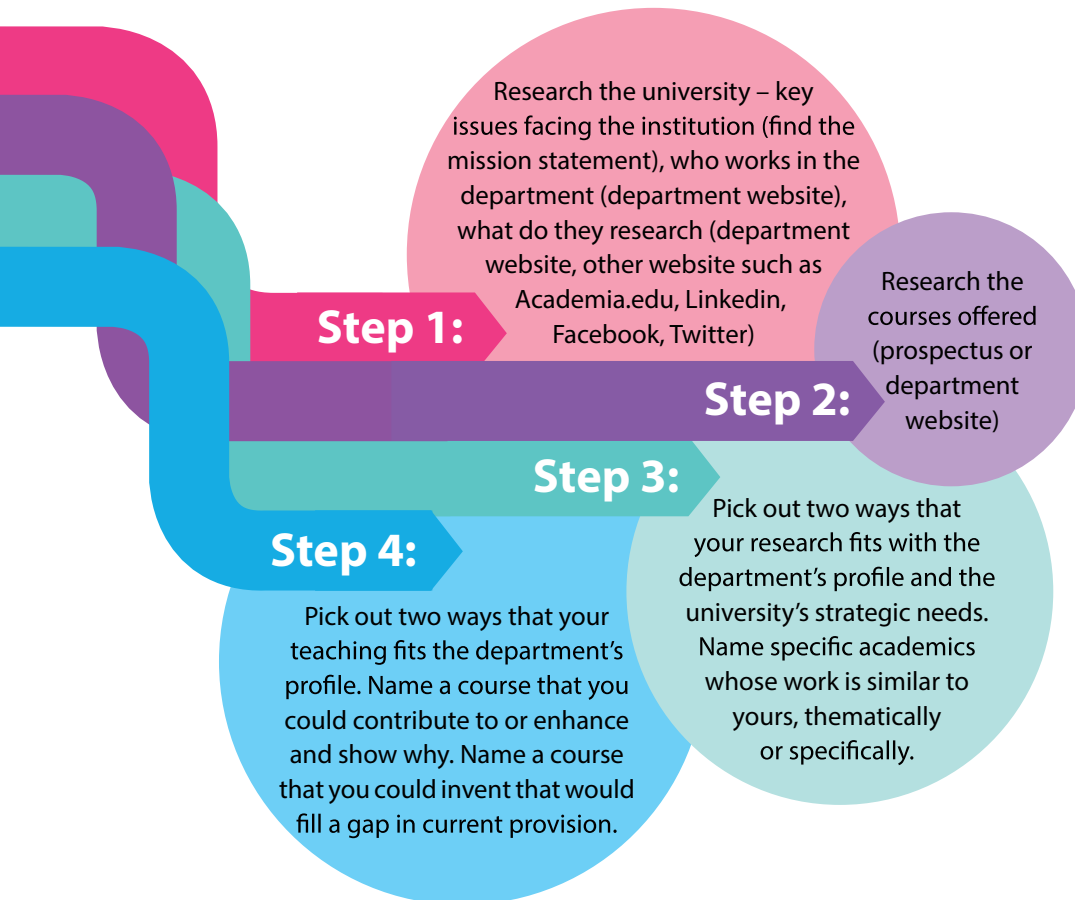 Step 1:
Research the university – key
issues facing the institution (find the
mission statement), who works in the
department (department website),
what do they research (department
website, other website such as
Academia.edu, Linkedin,
Facebook, Twitter)
Step 2:
Research the
courses offered
(prospectus or
department
website)
Step 3:
Pick out two ways that
your research fits with the
department's profile and the
university's strategic needs.
Name specific academics
whose work is similar to
yours, thematically
or specifically.
Step 4:
Pick out two ways that your
teaching fits the department's
profile. Name a course that you
could contribute to or enhance
and show why. Name a course
that you could invent that would
fill a gap in current provision.